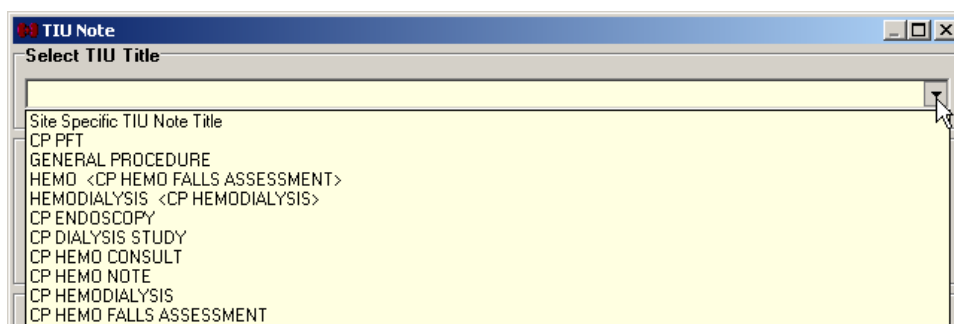 TIU Note
Select TIU Title
Site Specific TIU Note Title
CP PFT
GENERAL PROCEDURE
HEMO <CP HEMO FALLS ASSESSMENT>
HEMODIALYSIS <CP HEMODIALYSIS>
CP ENDOSCOPY
CP DIALYSIS STUDY
CP HEMO CONSULT
CP HEMO NOTE
CP HEMODIALYSIS
CP HEMO FALLS ASSESSMENT